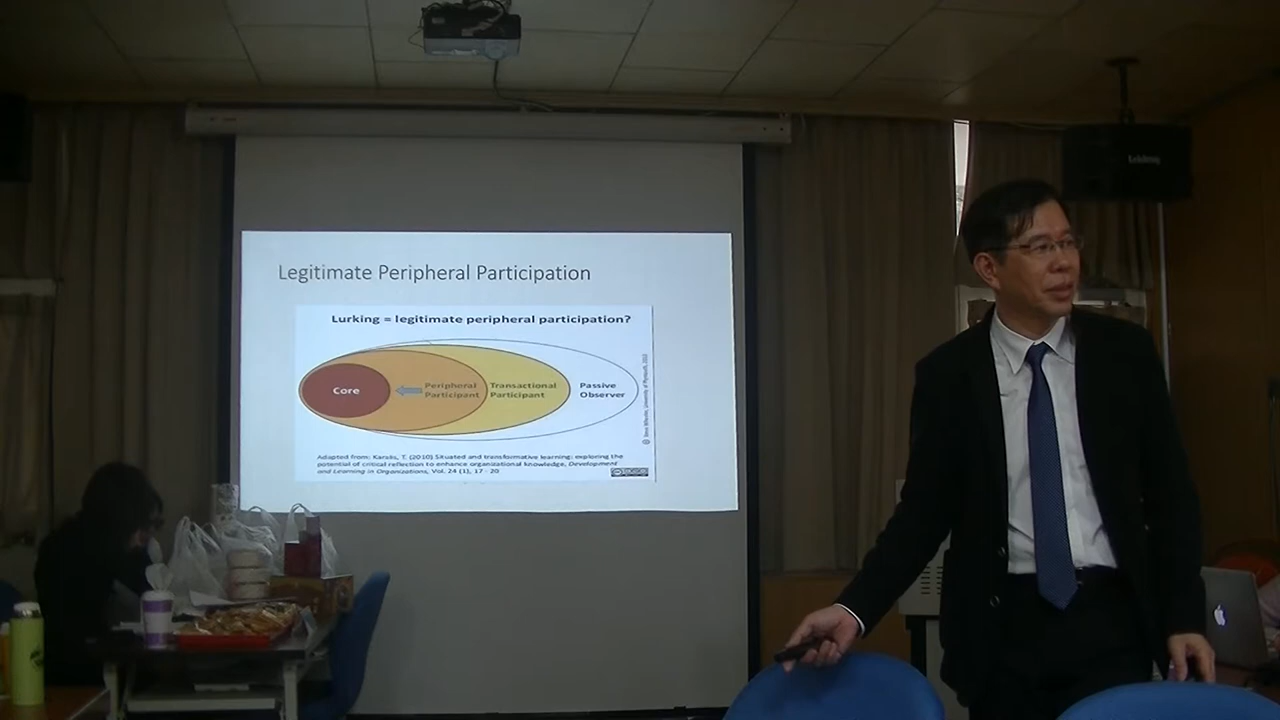 Legitimate Peripheral Participation
Lurking = legitimate peripheral participation?
Core
Peripheral
Participant
Transactional
Participant
Passive
Observer
Adapted from: Karalis, T. (2010) Situated and transformative learning: exploring the
potential of critical reflection to enhance organizational knowledge, Development
and Learning in Organizations, Vol. 24 (1), 17 - 20